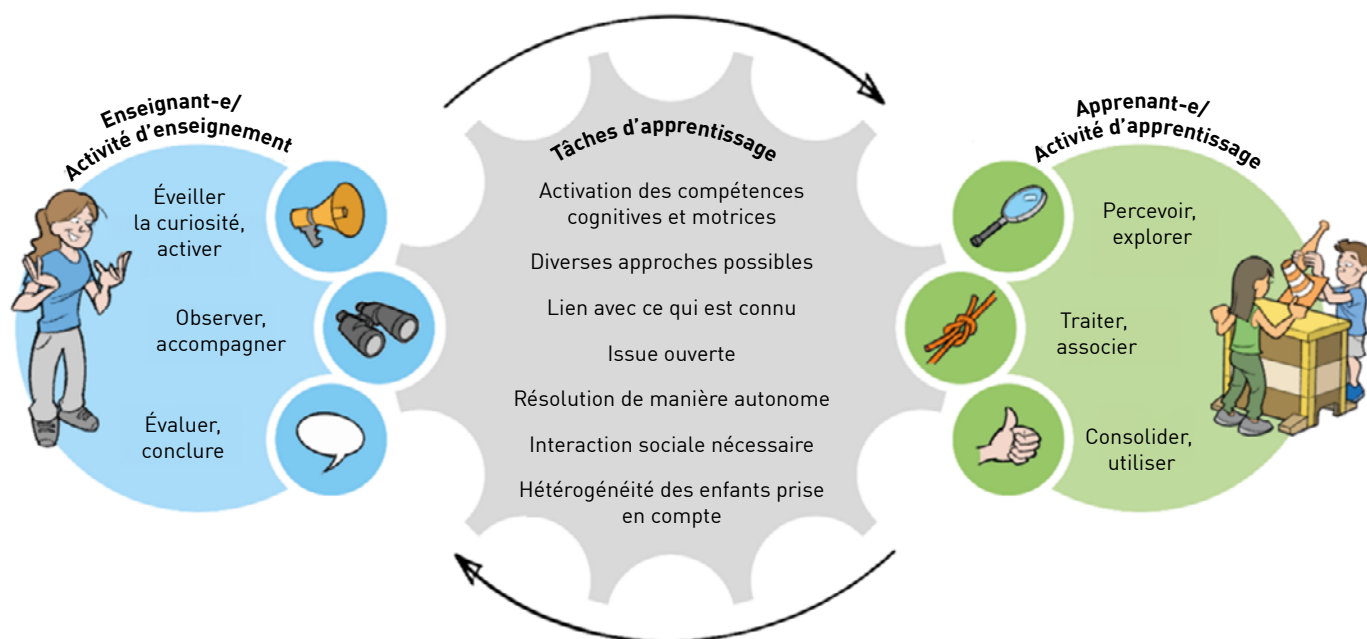 Enseignant-e/
Activité d'enseignement
Éveiller
la curiosité,
activer
Observer,
accompagner
Évaluer,
conclure
Tâches d'apprentissage
Activation des compétences
cognitives et motrices
Diverses approches possibles
Lien avec ce qui est connu
Issue ouverte
Résolution de manière autonome
Interaction sociale nécessaire
Hétérogénéité des enfants prise
en compte
Apprenant-e/
Activité d'apprentissage
Percevoir,
explorer
Traiter,
associer
Consolider,
utiliser